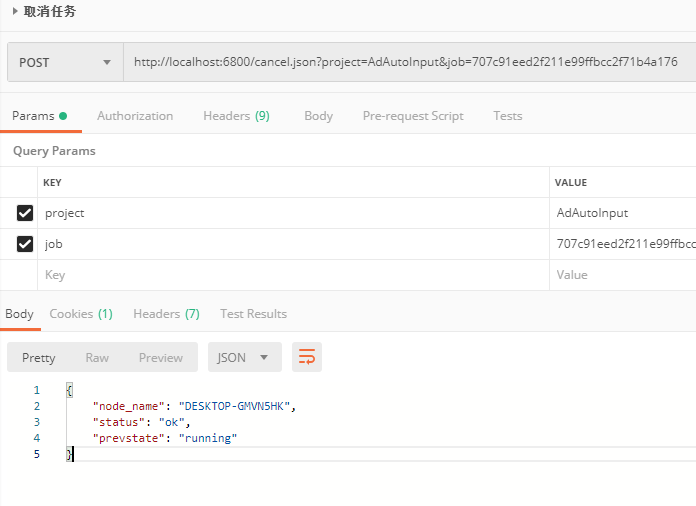 取消任务
POST http://localhost:6800/cancel.json?project=AdAutoInput&job=707c91eed2f211e99ffbcc2f71b4a176
Params Authorization Headers (9) Body Pre-request Script Tests
Query Params
KEY VALUE
project AdAutoInput
job 707c91eed2f211e99ffbcc
Key Value
Body Cookies (1) Headers (7) Test Results
Pretty Raw Preview JSON
1 {
2 "node_name": "DESKTOP-GMVN5HK",
3 "status": "ok",
4 "prevstate": "running"
5 }